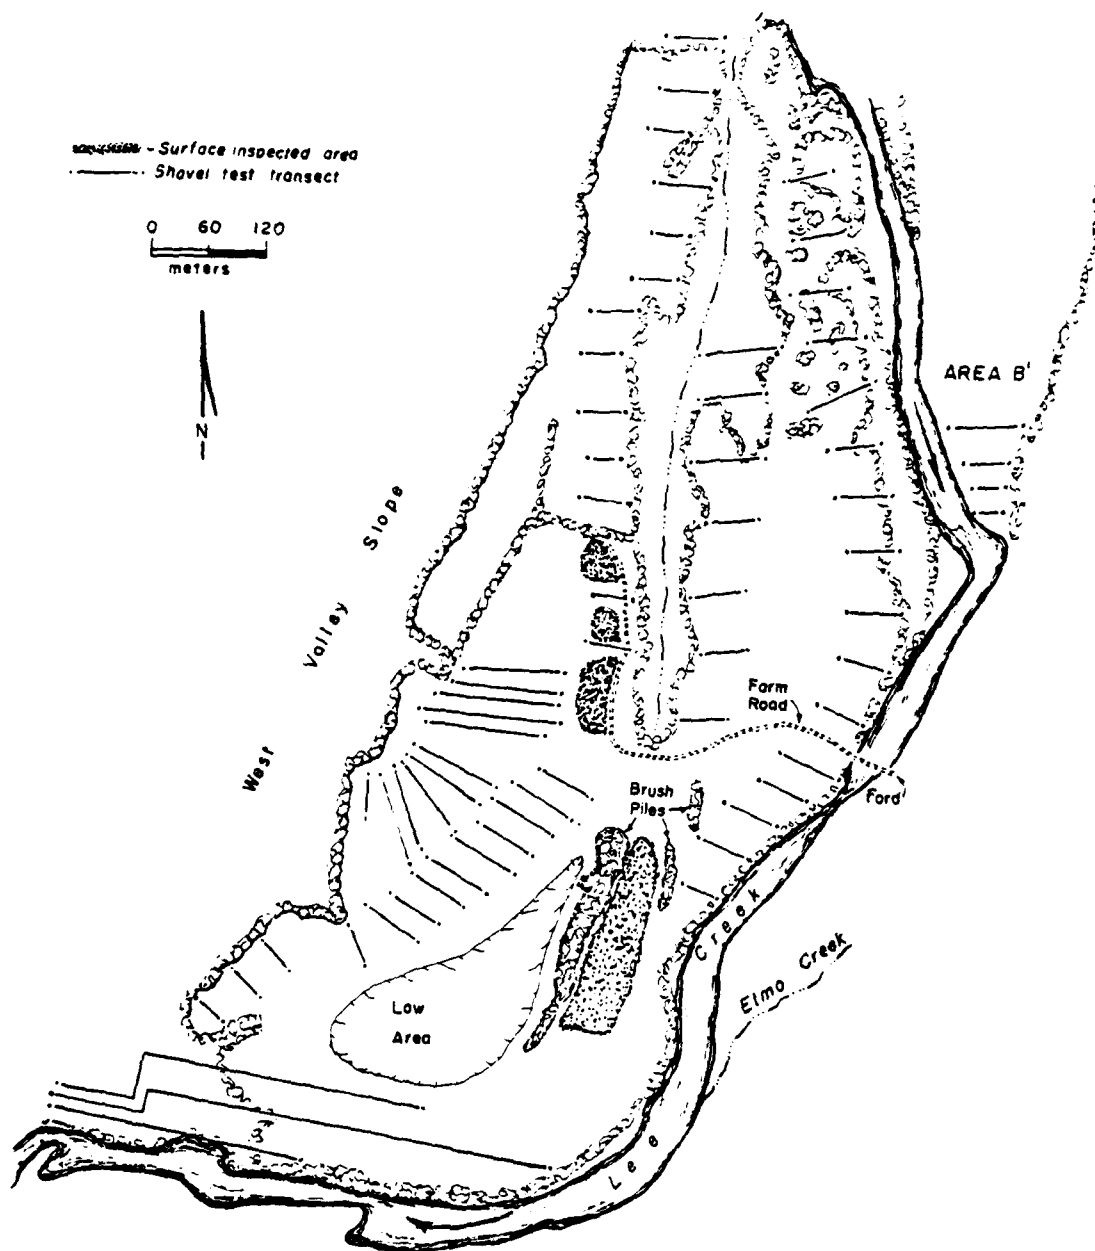 - Surface inspected area
- Shovel test transect
0 60 120
meters
N
AREA B'
West Valley Slope
Farm
Road
Ford
Brush
Piles
Low
Area
Lee Creek
Elmo Creek